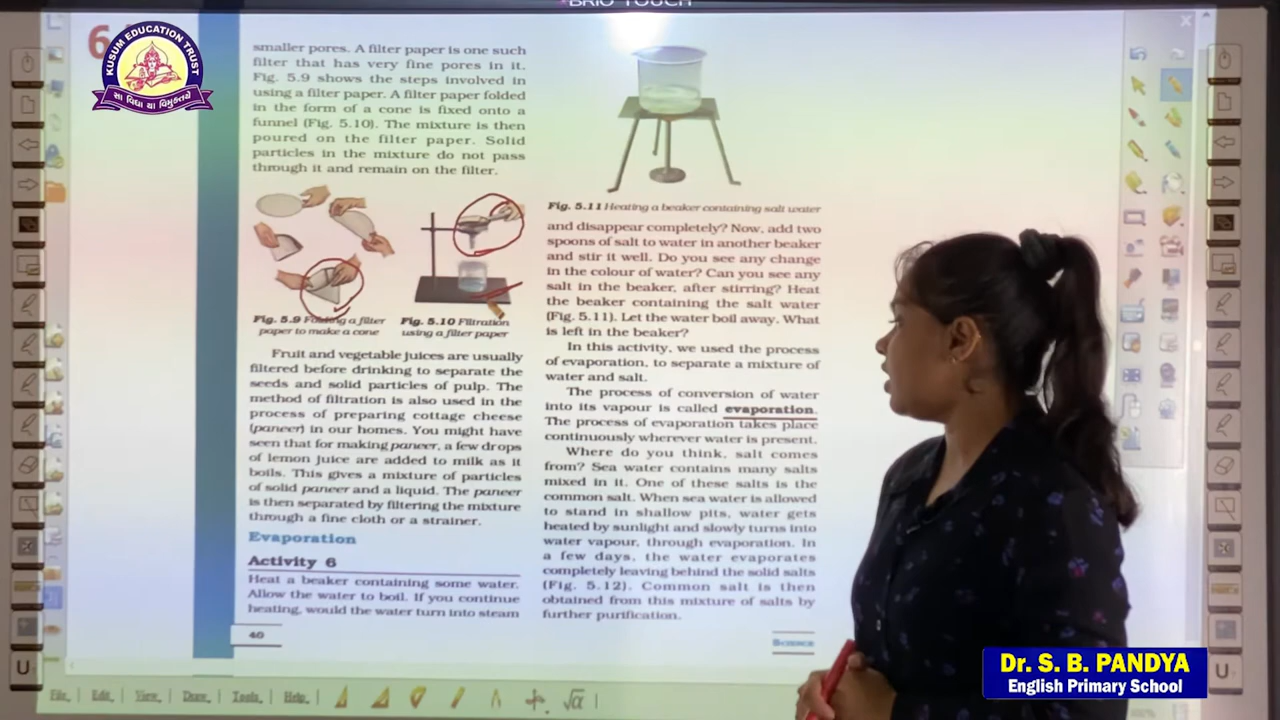 BRIO TOUCH
6
KUSUM EDUCATION TRUST
સા વિદ્યા યા વિમુક્તયે
smaller pores. A filter paper is one such
filter that has very fine pores in it.
Fig. 5.9 shows the steps involved in
using a filter paper. A filter paper folded
in the form of a cone is fixed onto a
funnel (Fig. 5.10). The mixture is then
poured on the filter paper. Solid
particles in the mixture do not pass
through it and remain on the filter.
Fig. 5.9 Folding a filter
paper to make a cone
Fig. 5.10 Filtration
using a filter paper
Fruit and vegetable juices are usually
filtered before drinking to separate the
seeds and solid particles of pulp. The
method of filtration is also used in the
process of preparing cottage cheese
(paneer) in our homes. You might have
seen that for making paneer, a few drops
of lemon juice are added to milk as it
boils. This gives a mixture of particles
of solid paneer and a liquid. The paneer
is then separated by filtering the mixture
through a fine cloth or a strainer.
Evaporation
Activity 6
Heat a beaker containing some water.
Allow the water to boil. If you continue
heating, would the water turn into steam
40
Fig. 5.11 Heating a beaker containing salt water
and disappear completely? Now, add two
spoons of salt to water in another beaker
and stir it well. Do you see any change
in the colour of water? Can you see any
salt in the beaker, after stirring? Heat
the beaker containing the salt water
(Fig. 5.11). Let the water boil away. What
is left in the beaker?
In this activity, we used the process
of evaporation, to separate a mixture of
water and salt.
The process of conversion of water
into its vapour is called evaporation.
The process of evaporation takes place
continuously wherever water is present.
Where do you think, salt comes
from? Sea water contains many salts
mixed in it. One of these salts is the
common salt. When sea water is allowed
to stand in shallow pits, water gets
heated by sunlight and slowly turns into
water vapour, through evaporation. In
a few days, the water evaporates
completely leaving behind the solid salts
(Fig. 5.12). Common salt is then
obtained from this mixture of salts by
further purification.
SCIENCE
File, Edit, View, Draw, Tools, Help,
√α
U
U
Dr. S. B. PANDYA
English Primary School